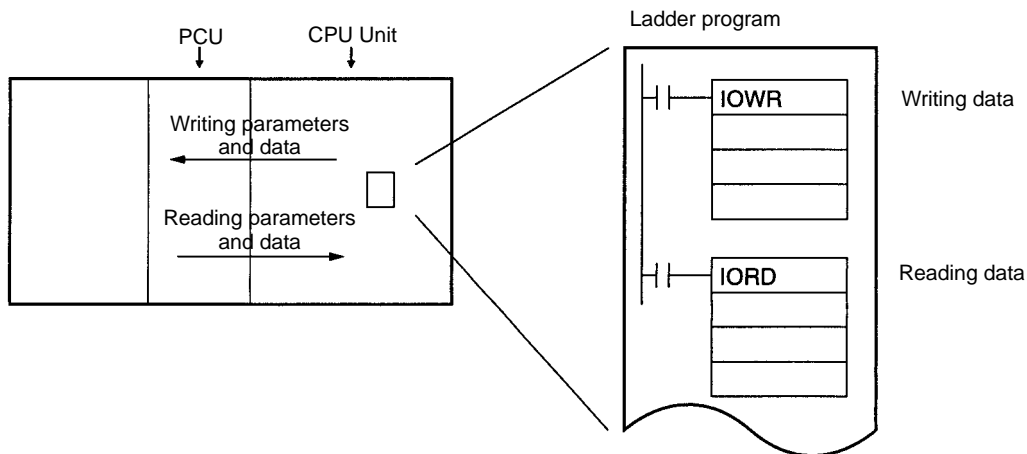 Ladder program
PCU
CPU Unit
IOWR
Writing data
Writing parameters
and data
Reading parameters
and data
IORD
Reading data